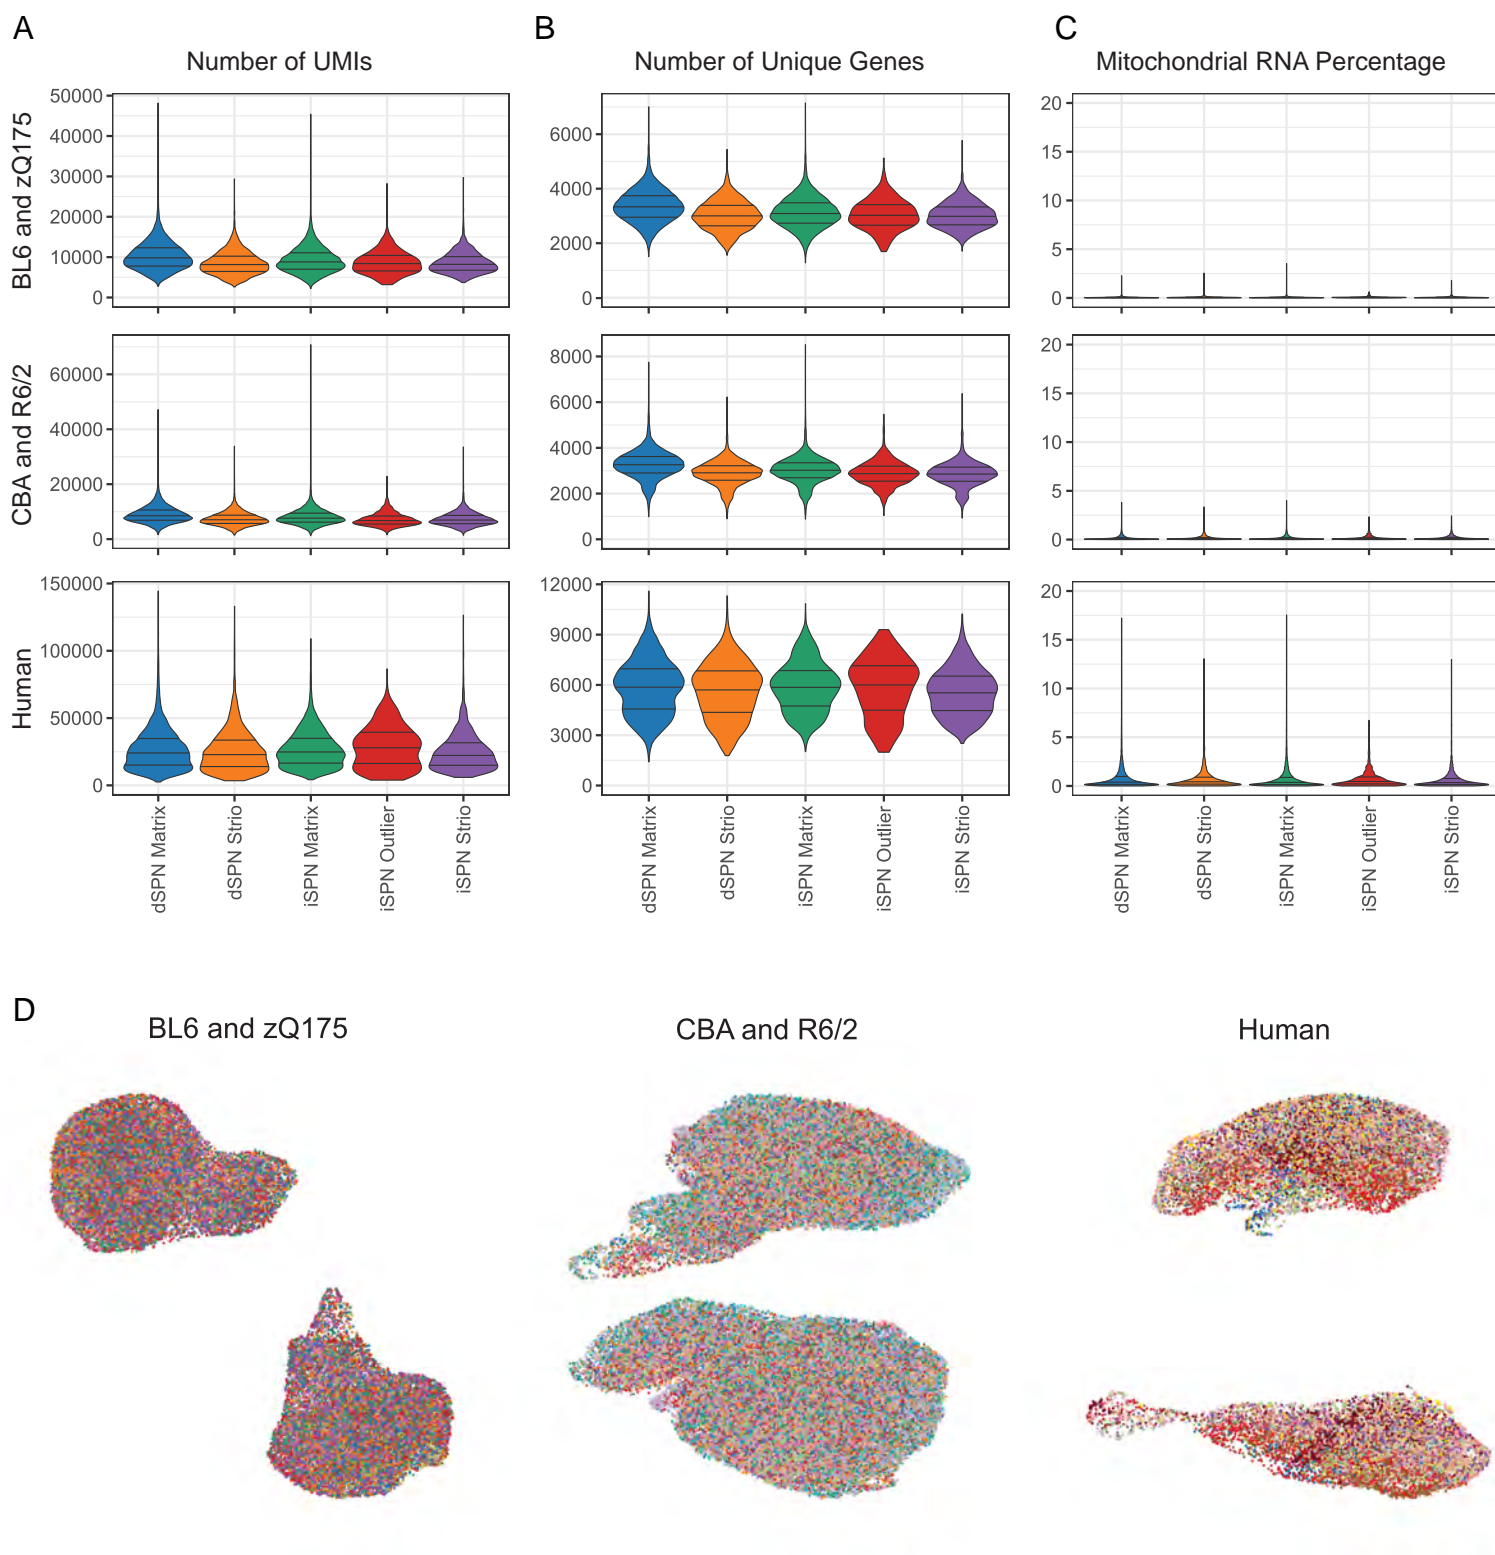 A
B
C
Number of UMIs
Number of Unique Genes
Mitochondrial RNA Percentage
BL6 and zQ175
50000
40000
30000
20000
10000
0
6000
4000
2000
0
20
15
10
5
0
CBA and R6/2
60000
40000
20000
0
8000
6000
4000
2000
0
20
15
10
5
0
Human
150000
100000
50000
0
12000
9000
6000
3000
0
20
15
10
5
0
dSPN Matrix
dSPN Strio
iSPN Matrix
iSPN Outlier
iSPN Strio
dSPN Matrix
dSPN Strio
iSPN Matrix
iSPN Outlier
iSPN Strio
dSPN Matrix
dSPN Strio
iSPN Matrix
iSPN Outlier
iSPN Strio
D
BL6 and zQ175
CBA and R6/2
Human